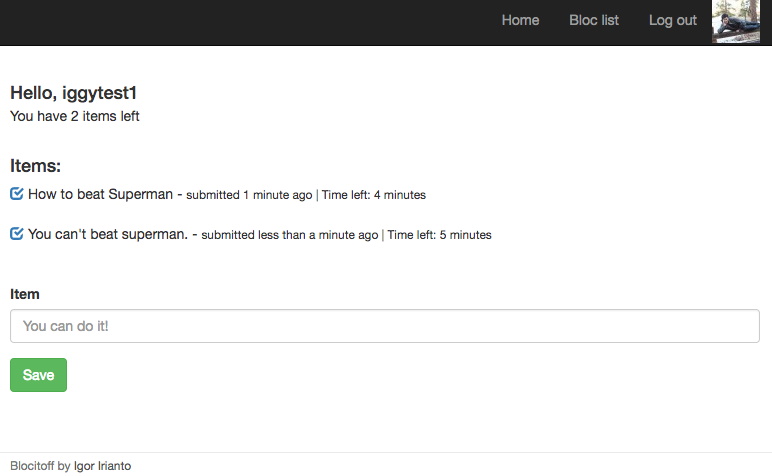 Home Bloc list Log out
Hello, iggytest1
You have 2 items left
Items:
How to beat Superman - submitted 1 minute ago | Time left: 4 minutes
You can't beat superman. - submitted less than a minute ago | Time left: 5 minutes
Item
You can do it!
Save
Blocitoff by Igor Irianto